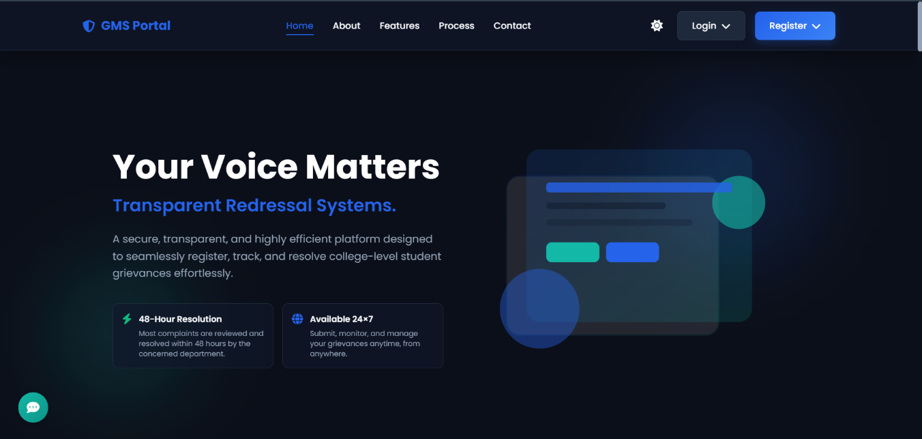 GMS Portal
Home About Features Process Contact
Login
Register
Your Voice Matters
Transparent Redressal Systems.
A secure, transparent, and highly efficient platform designed
to seamlessly register, track, and resolve college-level student
grievances effortlessly.
48-Hour Resolution
Most complaints are reviewed and
resolved within 48 hours by the
concerned department.
Available 24×7
Submit, monitor, and manage
your grievances anytime, from
anywhere.